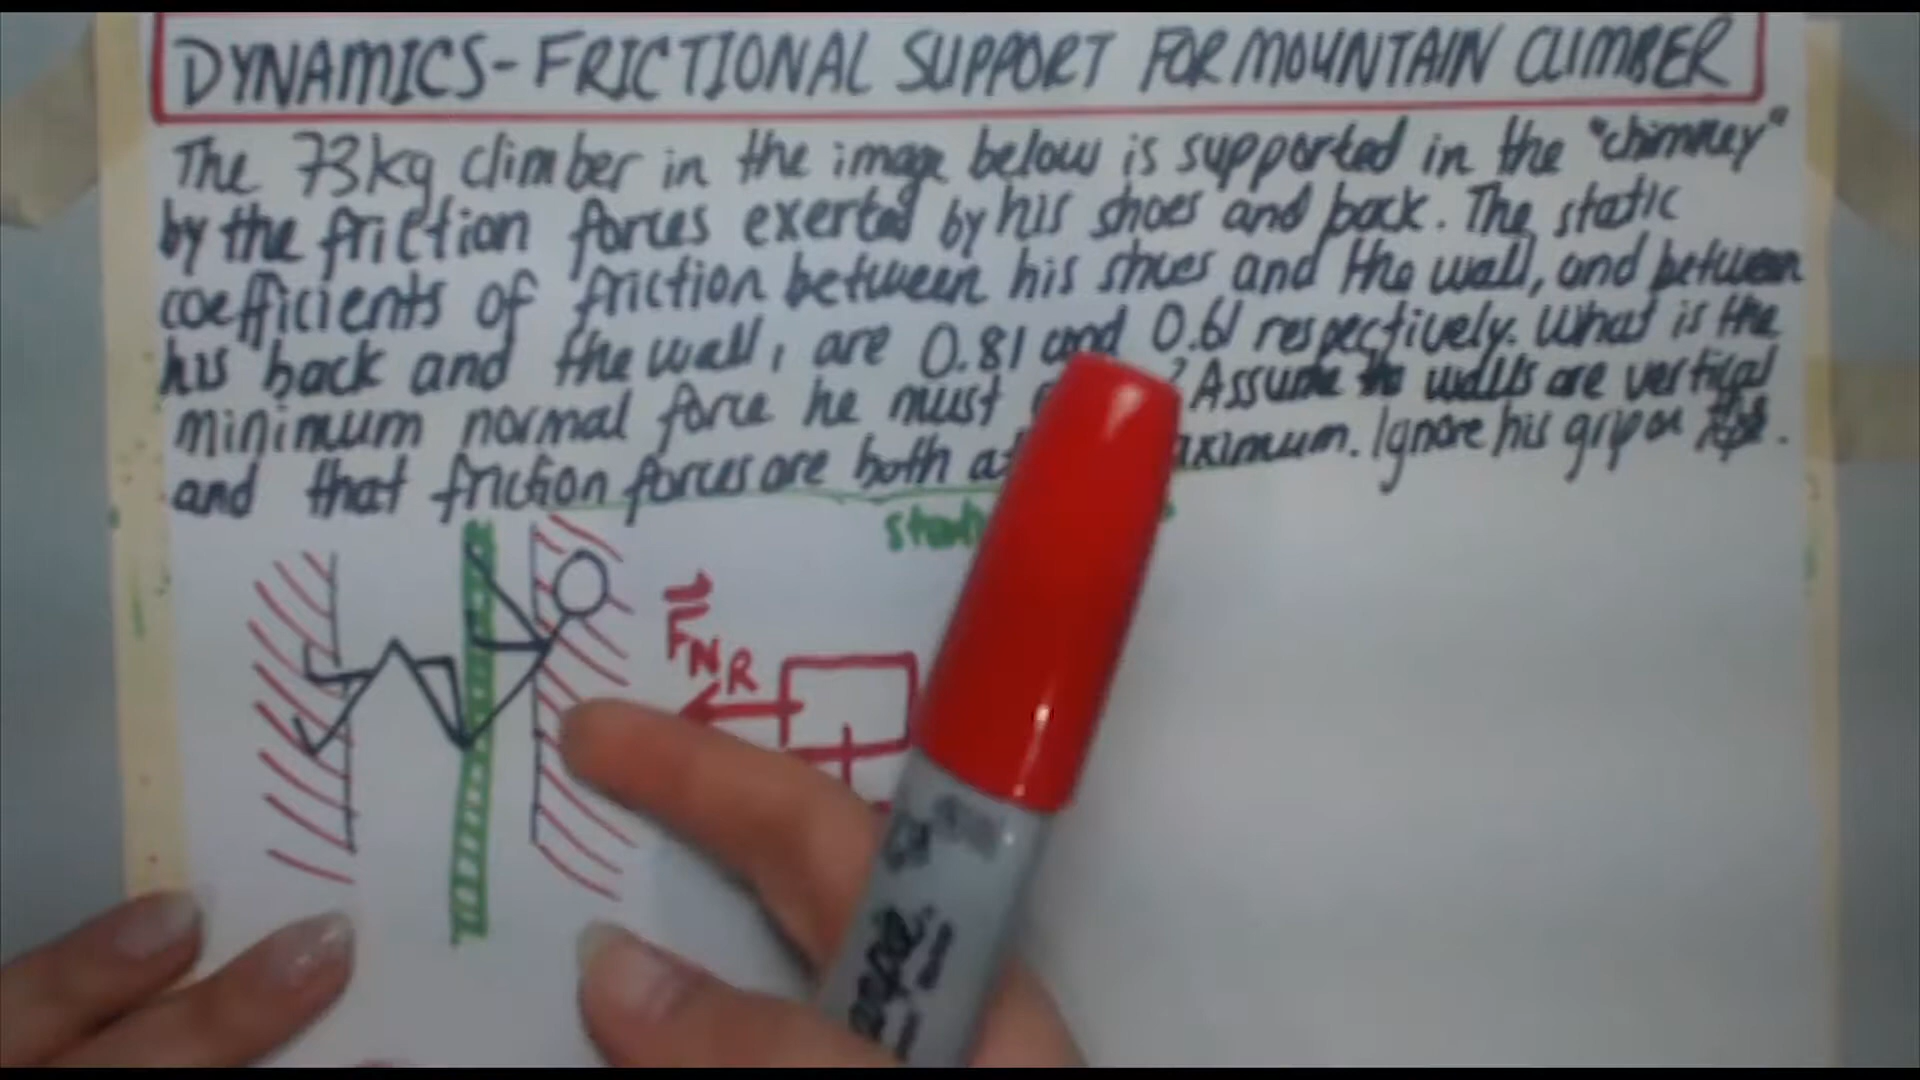 DYNAMICS-FRICTIONAL SUPPORT FOR MOUNTAIN CLIMBER
The 73kg climber in the image below is supported in the "chimney"
by the friction forces exerted by his shoes and back. The static
coefficients of friction between his shoes and the wall, and between
his back and the wall, are 0.81 and 0.61 respectively. What is the
minimum normal force he must ? Assume the walls are vertical
and that friction forces are both at maximum. Ignore his grip on
F
NR